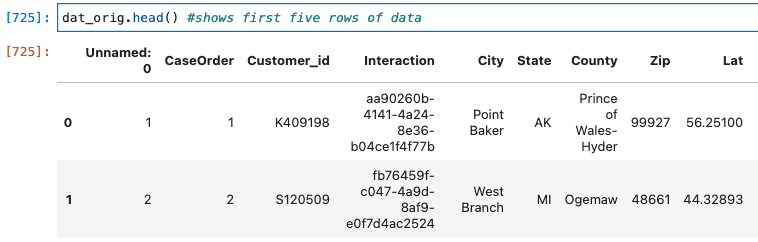 [725]: dat_orig.head() #shows first five rows of data
[725]:
Unnamed:
0 CaseOrder Customer_id Interaction City State County Zip Lat
0 1 1 K409198 aa90260b-
4141-4a24-
8e36-
b04ce1f4f77b Point
Baker AK Prince
of
Wales-
Hyder 99927 56.25100
1 2 2 S120509 fb76459f-
c047-4a9d-
8af9-
e0f7d4ac2524 West
Branch MI Ogemaw 48661 44.32893